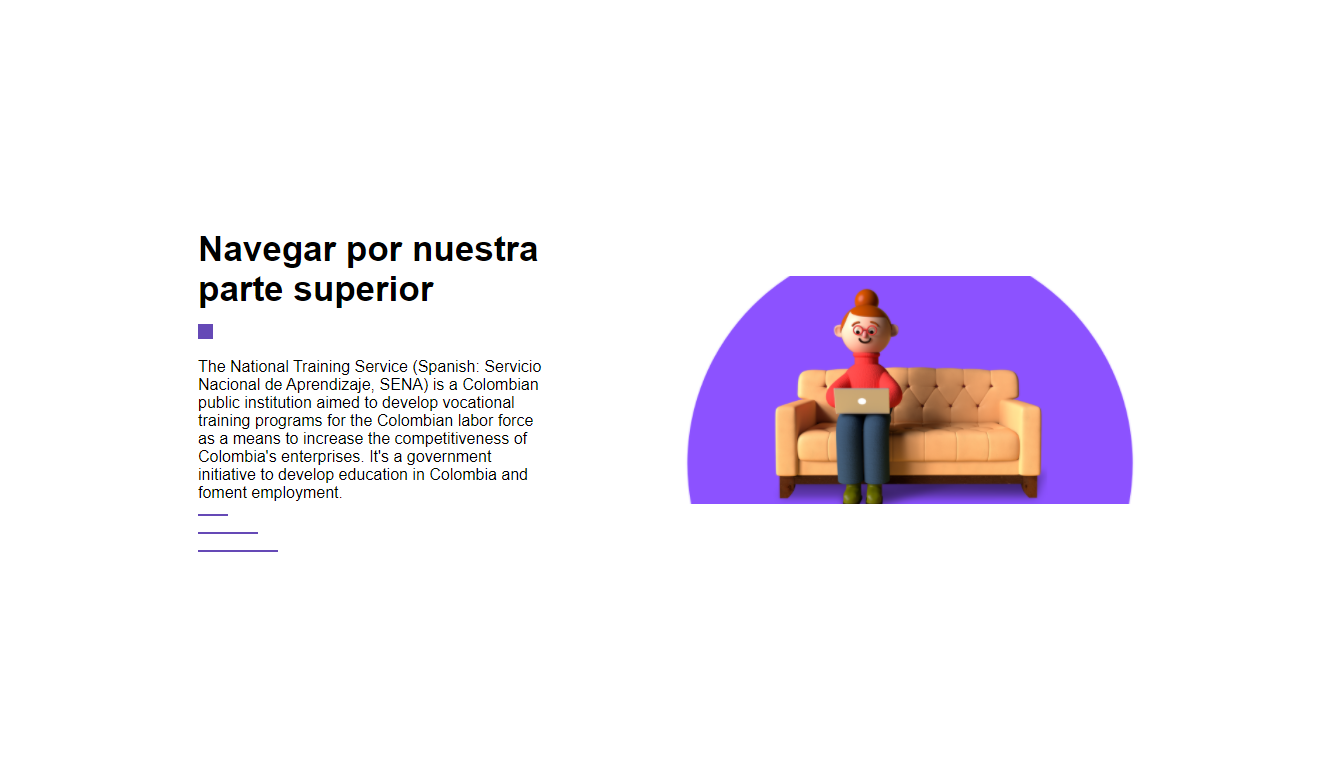 Navegar por nuestra
parte superior
The National Training Service (Spanish: Servicio
Nacional de Aprendizaje, SENA) is a Colombian
public institution aimed to develop vocational
training programs for the Colombian labor force
as a means to increase the competitiveness of
Colombia's enterprises. It's a government
initiative to develop education in Colombia and
foment employment.